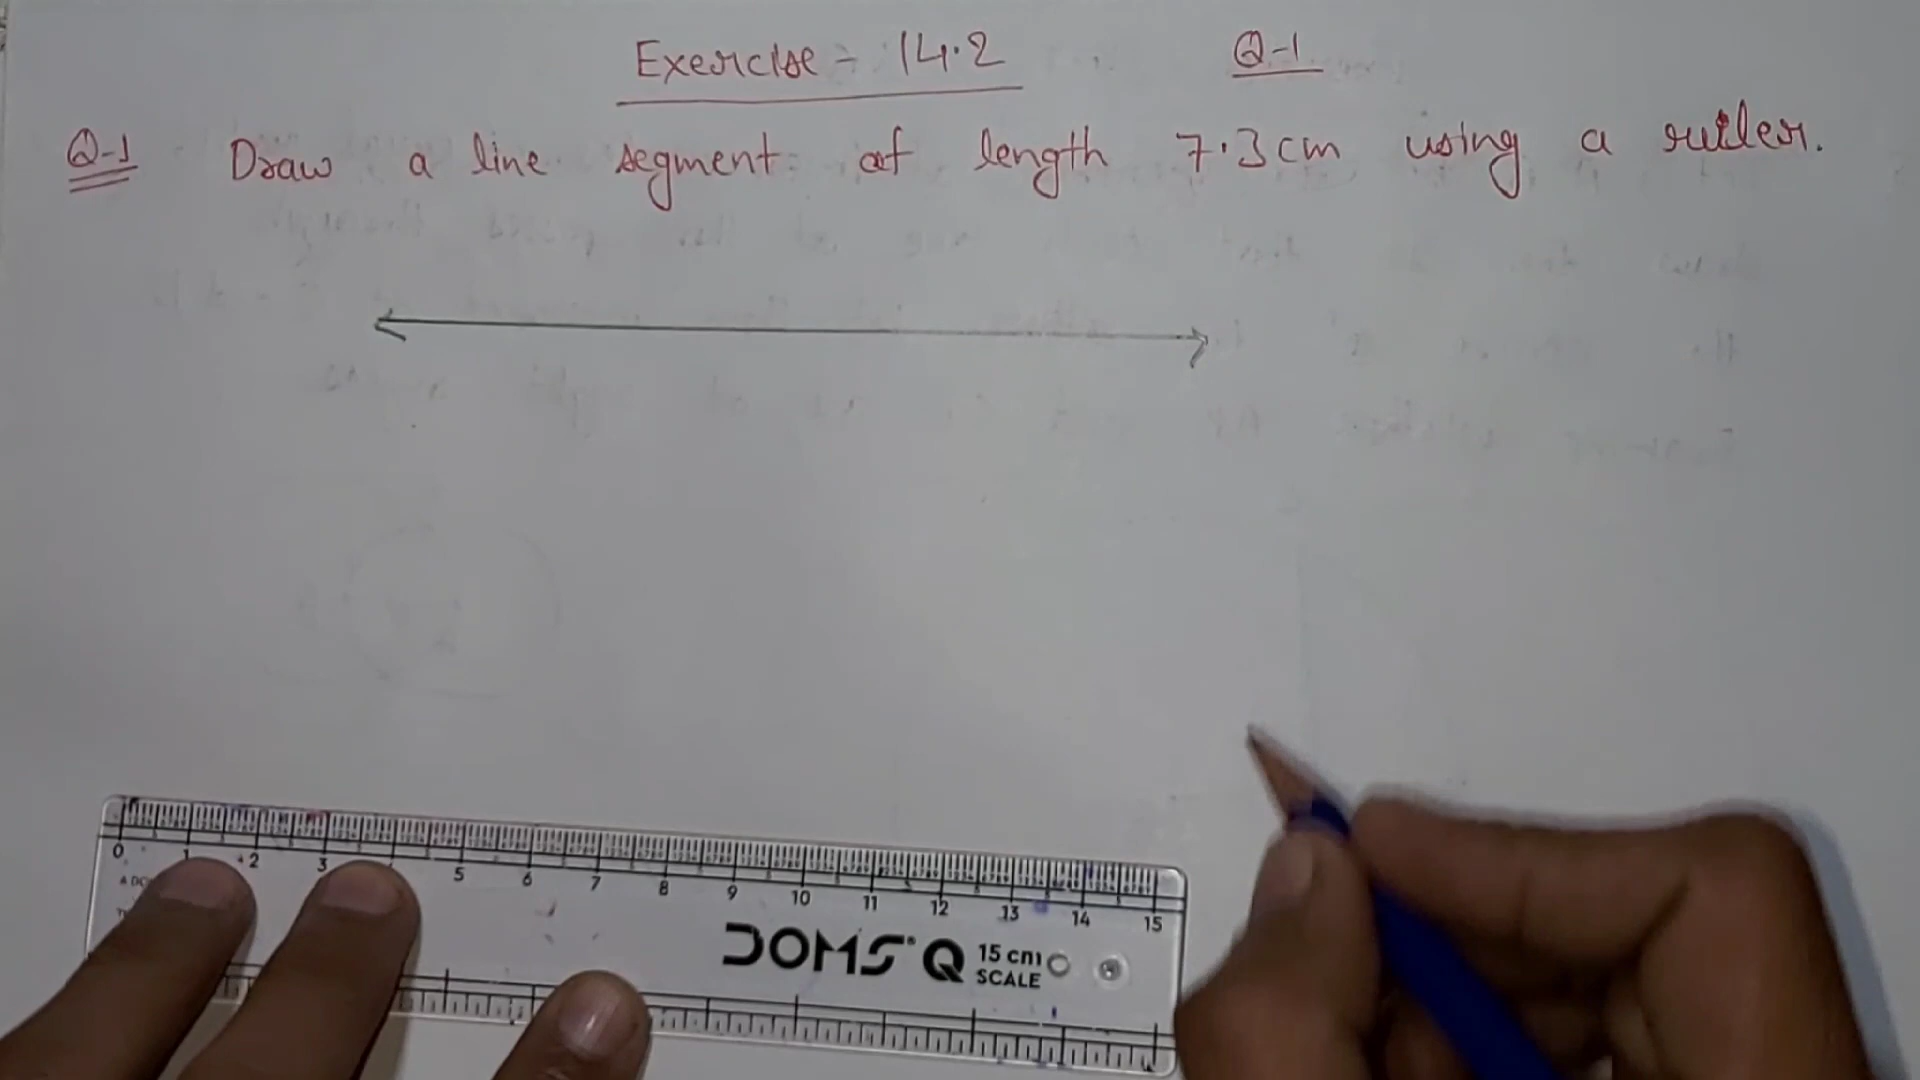 Exercise - 14.2 Q-1
Q-1 Draw a line segment of length 7.3 cm using a ruler.
0 1 2 3 5 6 7 8 9 10 11 12 13 14 15
DOMS Q 15 cm
SCALE